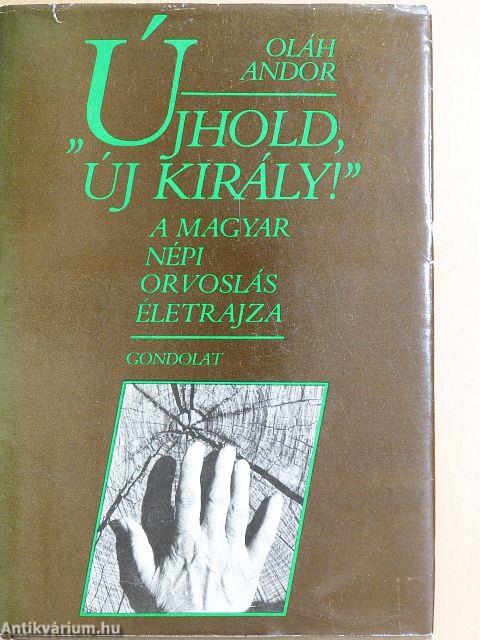 OLÁH
ANDOR
„ÚJHOLD,
ÚJ KIRÁLY!”
A MAGYAR
NÉPI
ORVOSLÁS
ÉLETRAJZA
GONDOLAT
Antikvárium.hu